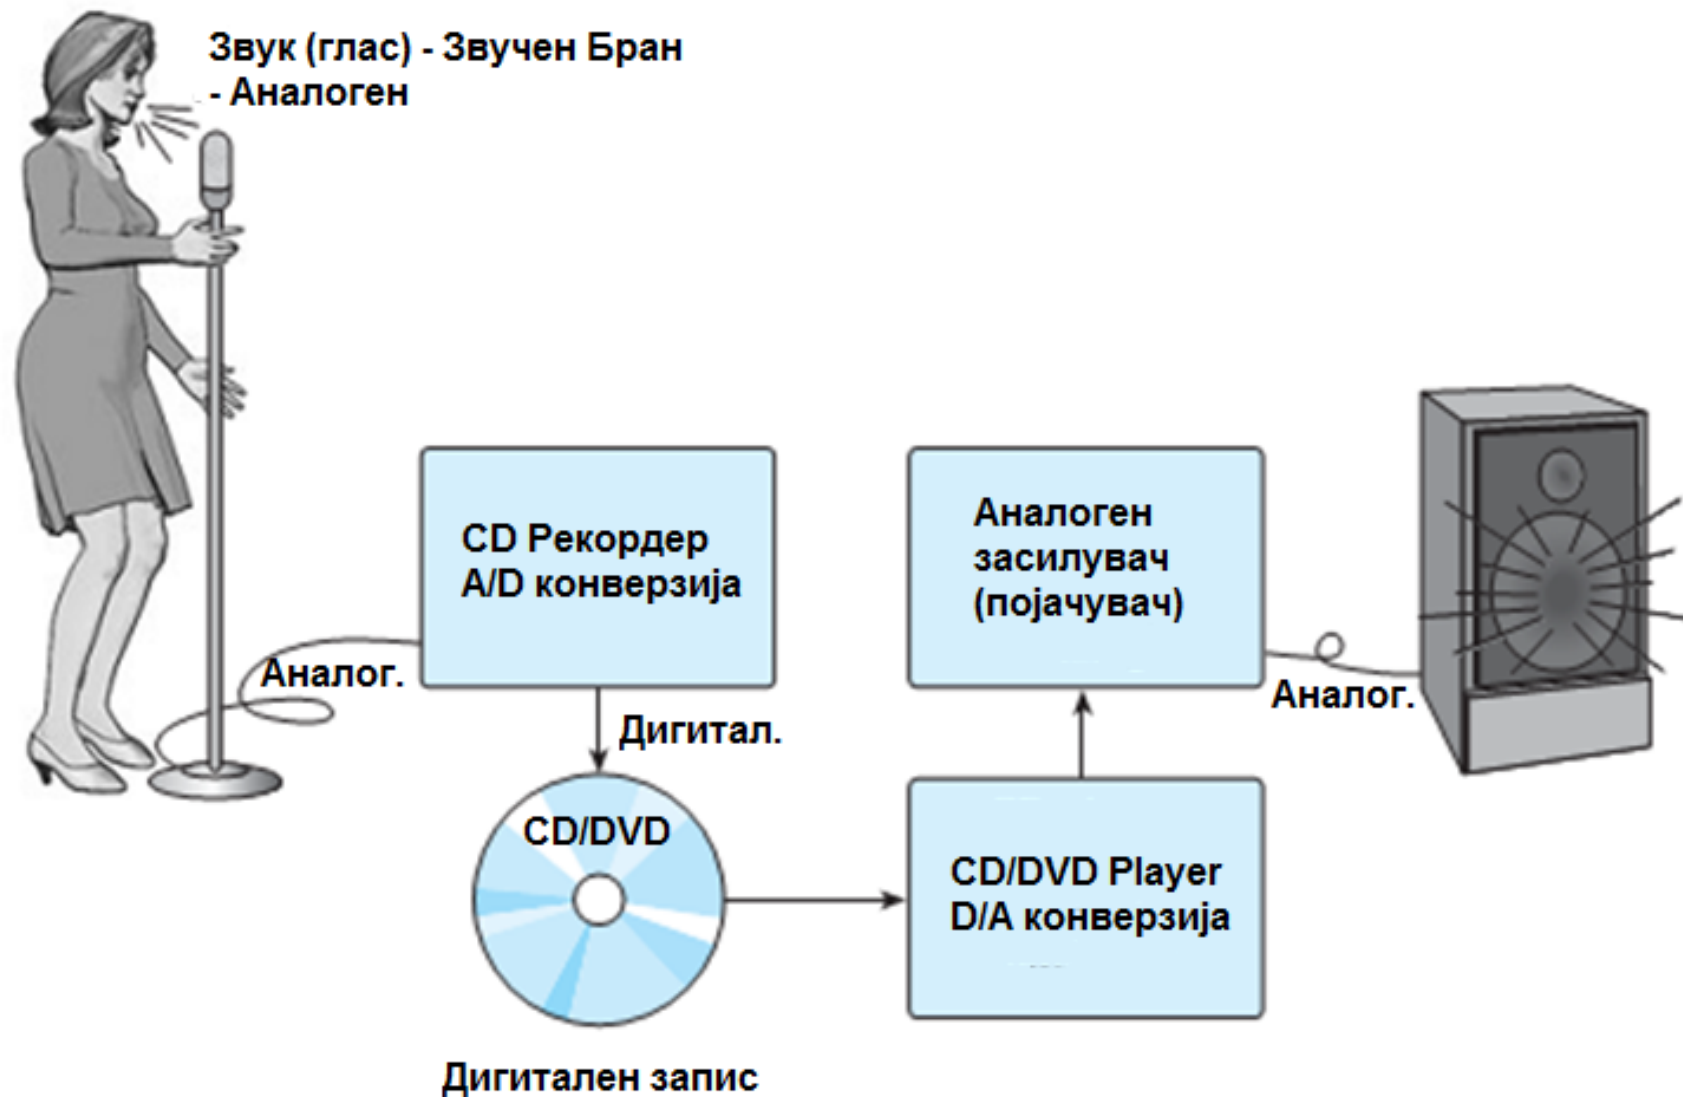 Звук (глас) - Звучен Бран
- Аналоген
CD Рекордер
A/D конверзија
Аналог.
Дигитал.
CD/DVD
Дигитален запис
CD/DVD Player
D/A конверзија
Аналоген
засилувач
(појачувач)
Аналог.